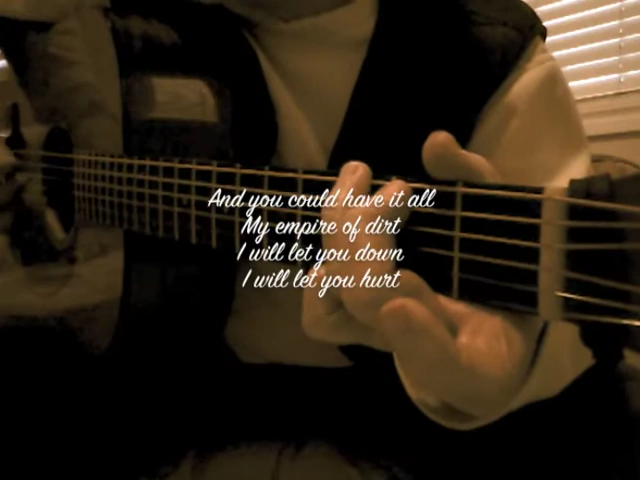 And you could have it all
My empire of dirt
I will let you down
I will let you hurt